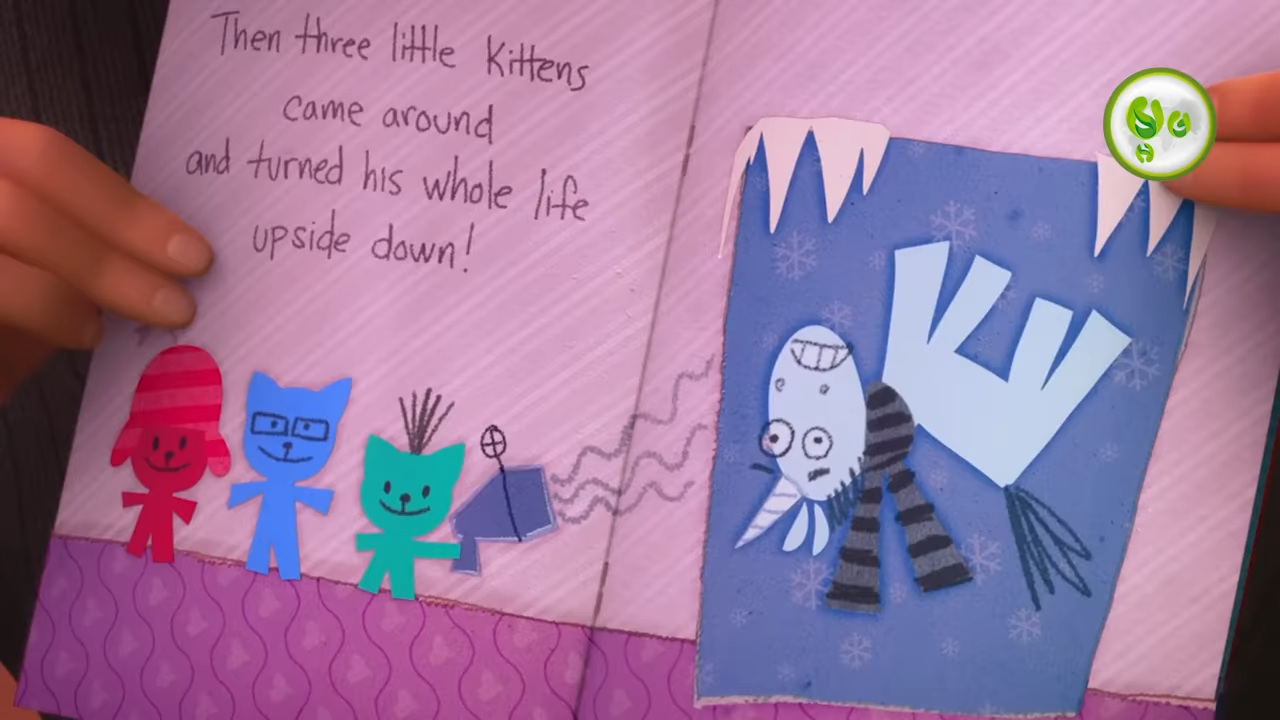 Then three little kittens
came around
and turned his whole life
upside down!